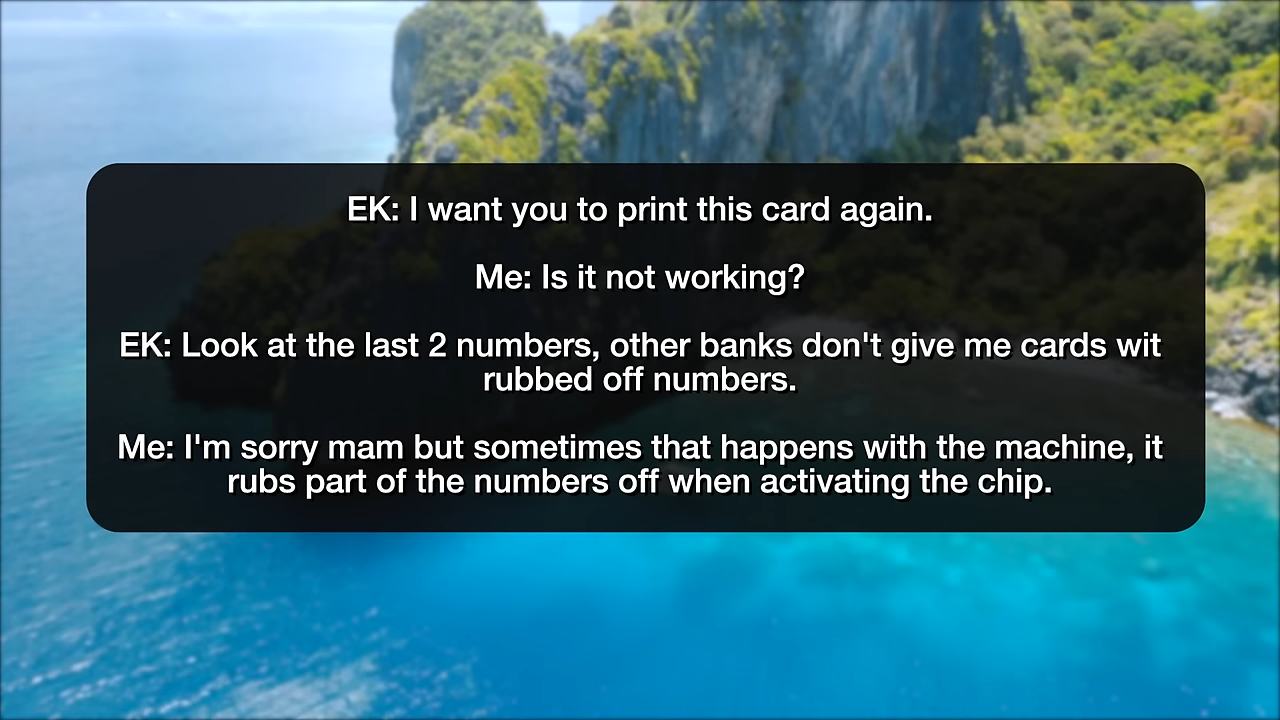 EK: I want you to print this card again.
Me: Is it not working?
EK: Look at the last 2 numbers, other banks don't give me cards wit
rubbed off numbers.
Me: I'm sorry mam but sometimes that happens with the machine, it
rubs part of the numbers off when activating the chip.